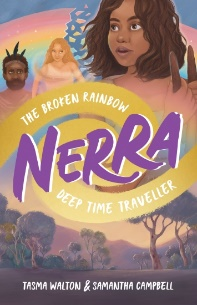 THE BROKEN RAINBOW
NERRA
DEEP TIME TRAVELLER
TASMA WALTON & SAMANTHA CAMPBELL